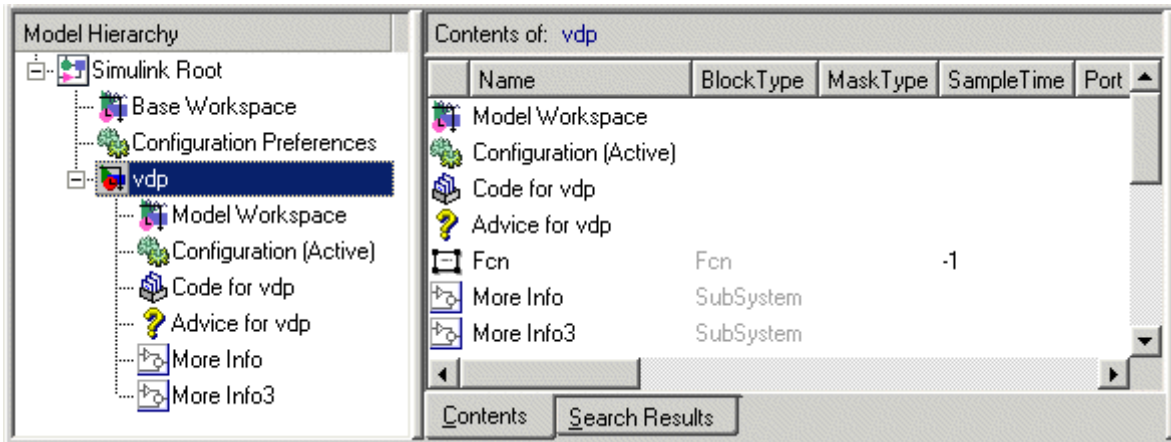 Model Hierarchy
Simulink Root
Base Workspace
Configuration Preferences
vdp
Model Workspace
Configuration (Active)
Code for vdp
Advice for vdp
More Info
More Info3
Contents of: vdp
Name BlockType MaskType SampleTime Port
Model Workspace
Configuration (Active)
Code for vdp
Advice for vdp
Fcn Fcn -1
More Info SubSystem
More Info3 SubSystem
Contents Search Results